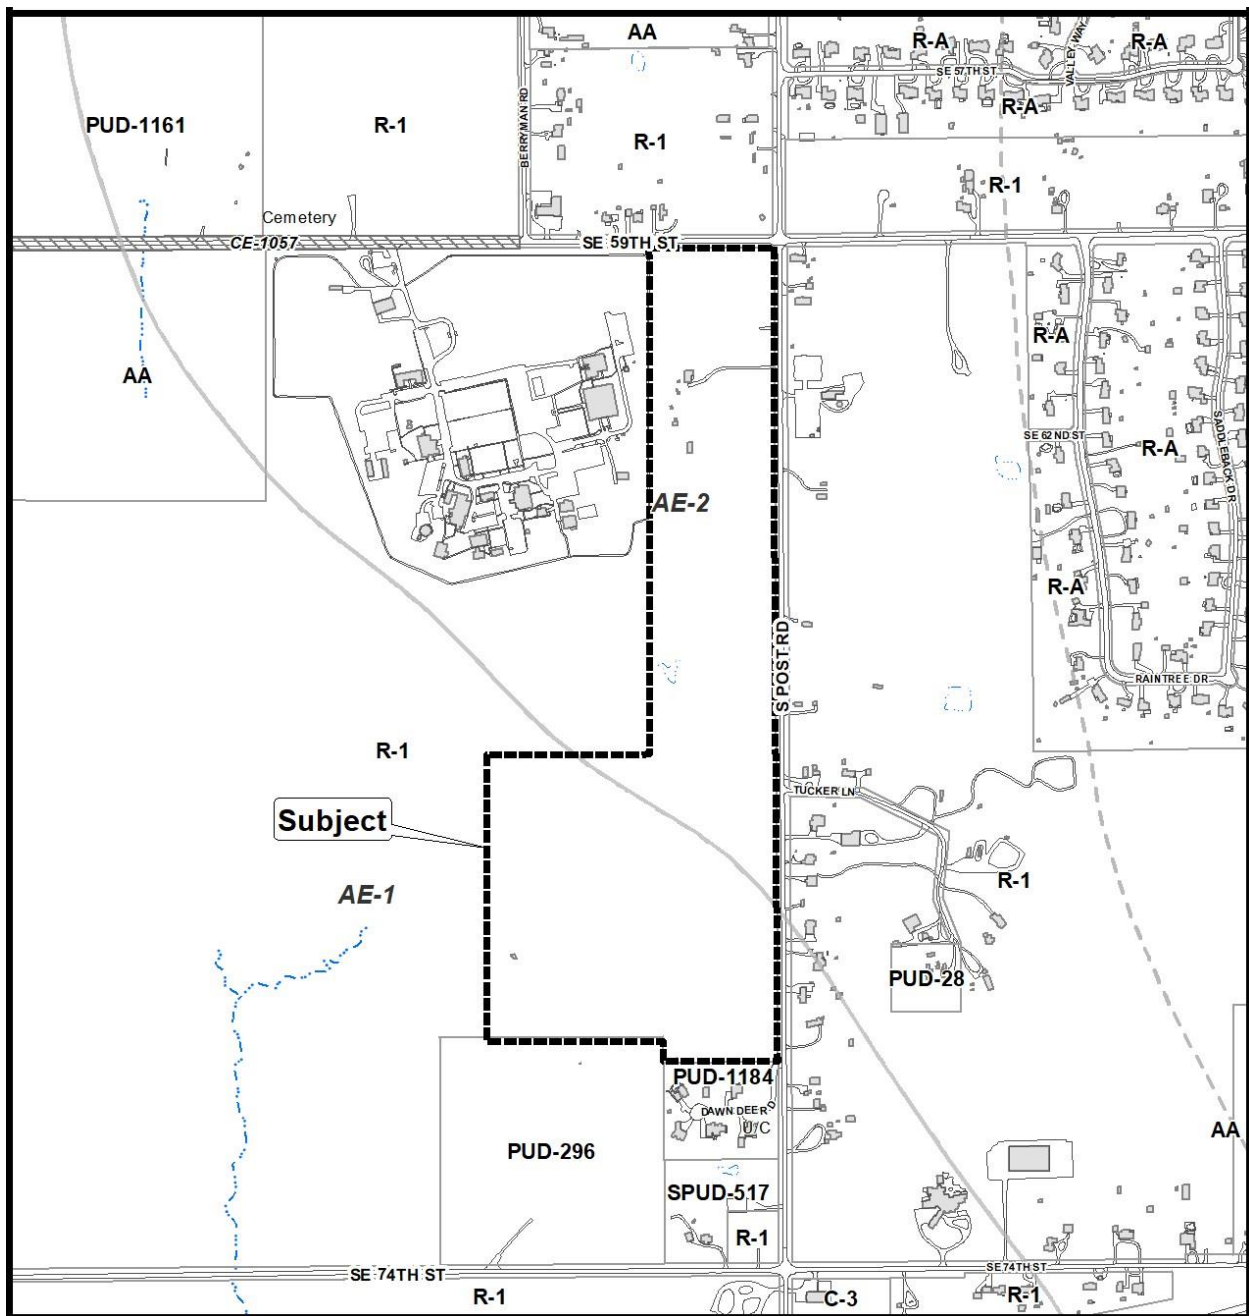 AA
R-A
R-A
VALLEY WAY
SE 57TH ST
R-A
PUD-1161
R-1
BERRYMAN RD
R-1
R-1
Cemetery
CE-1057
SE 59TH ST
AA
R-A
SE 62ND ST
R-A
SADDLEBACK DR
AE-2
R-A
S POST RD
RAINTREE DR
R-1
TUCKER LN
Subject
R-1
AE-1
PUD-28
PUD-1184
DAWN DEER D
U/C
AA
PUD-296
SPUD-517
R-1
SE 74TH ST
SE 74TH ST
R-1
C-3
R-1